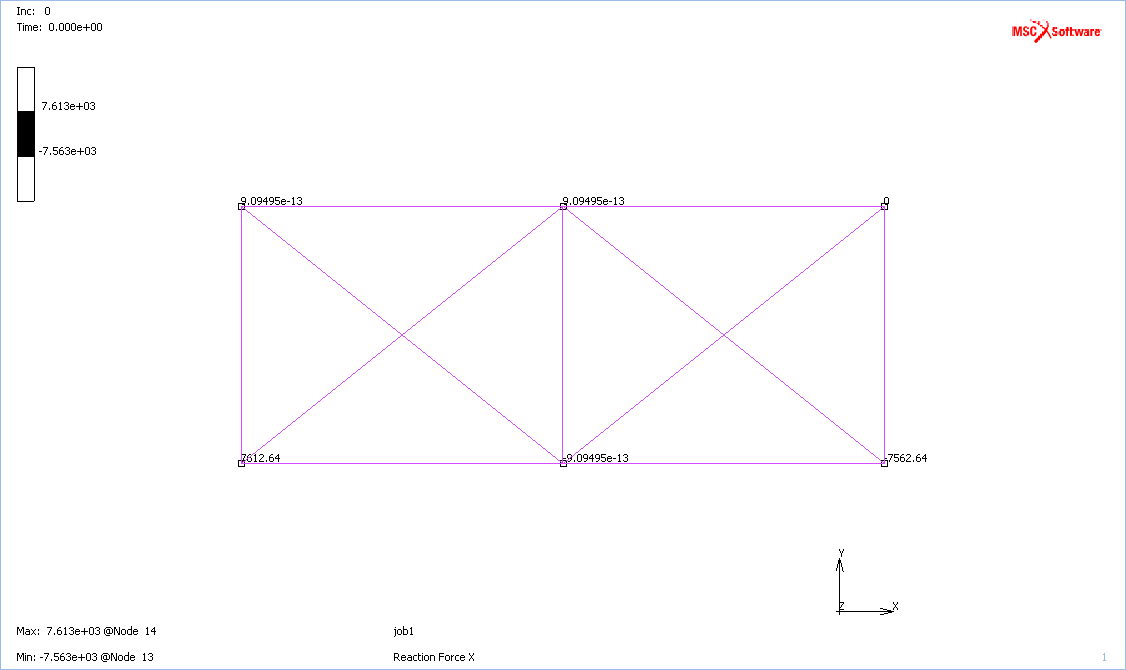 Inc: 0
Time: 0.000e+00
MSC Software
7.613e+03
-7.563e+03
9.09495e-13
9.09495e-13
0
7612.64
-9.09495e-13
-7562.64
Y
Z
X
Max: 7.613e+03 @Node 14
job1
Min: -7.563e+03 @Node 13
Reaction Force X
1